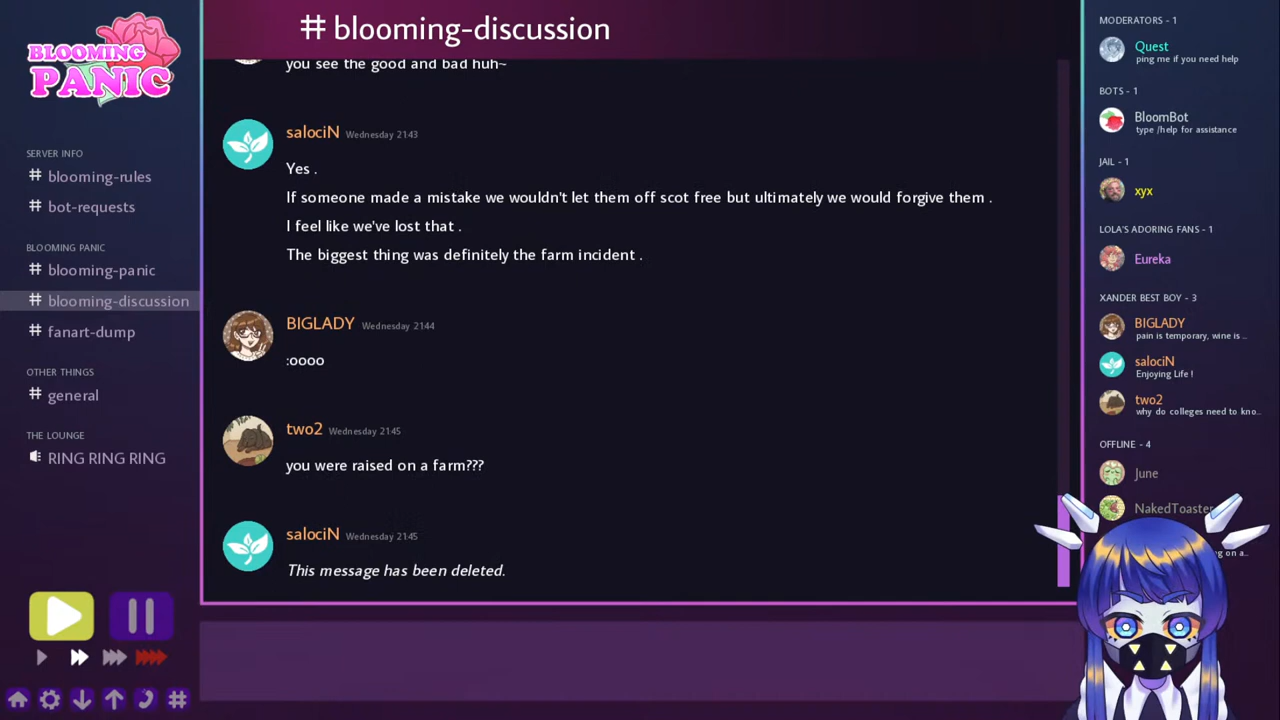 BLOOMING
PANIC
SERVER INFO
# blooming-rules
# bot-requests
BLOOMING PANIC
# blooming-panic
# blooming-discussion
# fanart-dump
OTHER THINGS
# general
THE LOUNGE
RING RING RING
# blooming-discussion
you see the good and bad huh~
salociN Wednesday 21:43
Yes .
If someone made a mistake we wouldn't let them off scot free but ultimately we would forgive them .
I feel like we've lost that .
The biggest thing was definitely the farm incident .
BIGLADY Wednesday 21:44
:oooo
two2 Wednesday 21:45
you were raised on a farm???
salociN Wednesday 21:45
This message has been deleted.
MODERATORS - 1
Quest
ping me if you need help
BOTS - 1
BloomBot
type /help for assistance
JAIL - 1
xyx
LOLA'S ADORING FANS - 1
Eureka
XANDER BEST BOY - 3
BIGLADY
pain is temporary, wine is ...
salociN
Enjoying Life !
two2
why do colleges need to kno...
OFFLINE - 4
June
NakedToaster
g on a..